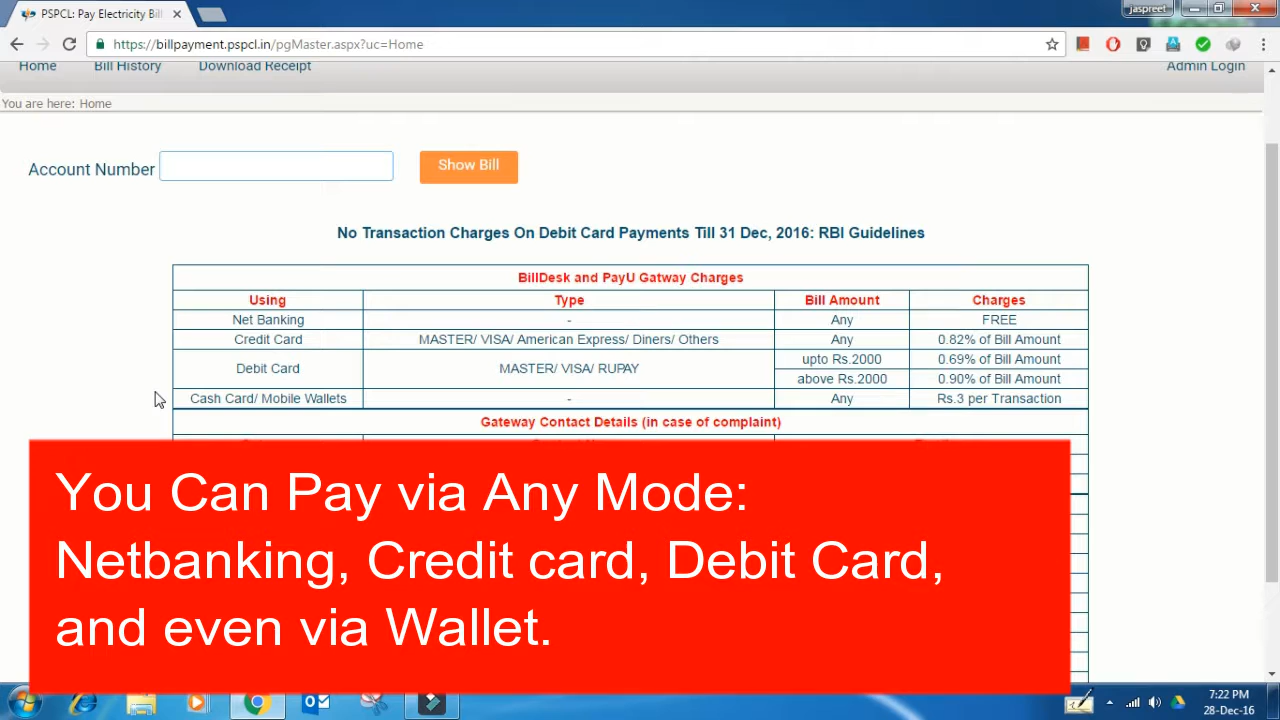 PSPCL: Pay Electricity Bil
Jaspreet
https://billpayment.pspcl.in/pgMaster.aspx?uc=Home
Home Bill History Download Receipt Admin Login
You are here: Home
Account Number Show Bill
No Transaction Charges On Debit Card Payments Till 31 Dec, 2016: RBI Guidelines
BillDesk and PayU Gatway Charges
Using Type Bill Amount Charges
Net Banking - Any FREE
Credit Card MASTER/ VISA/ American Express/ Diners/ Others Any 0.82% of Bill Amount
Debit Card MASTER/ VISA/ RUPAY upto Rs.2000 0.69% of Bill Amount
above Rs.2000 0.90% of Bill Amount
Cash Card/ Mobile Wallets - Any Rs.3 per Transaction
Gateway Contact Details (in case of complaint)
You Can Pay via Any Mode:
Netbanking, Credit card, Debit Card,
and even via Wallet.
7:22 PM
28-Dec-16